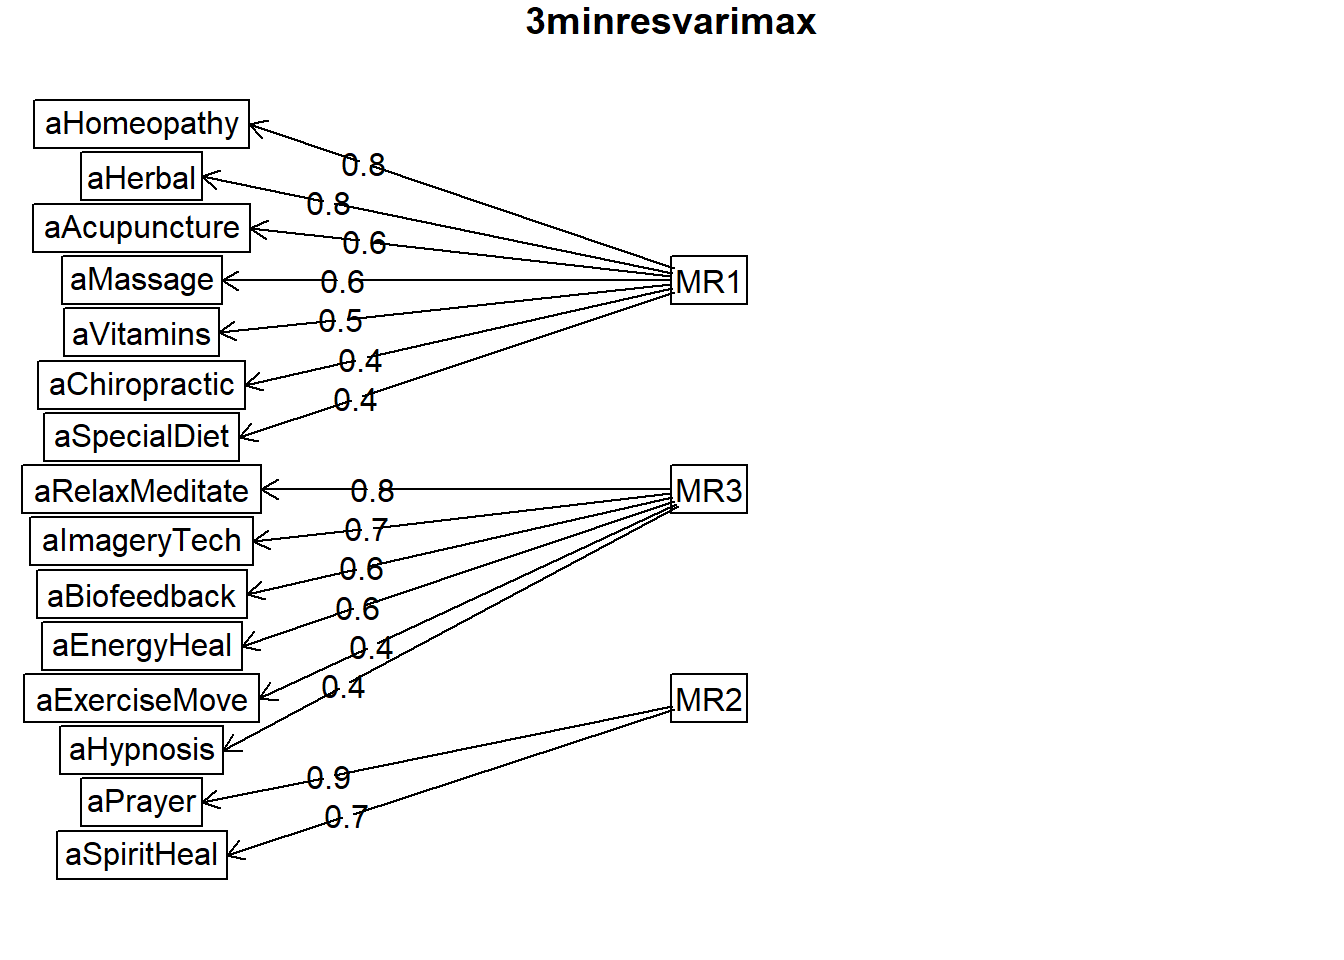 3minresvarimax
aHomeopathy
0.8
aHerbal
0.8
aAcupuncture
0.6
aMassage
0.6
MR1
aVitamins
0.5
aChiropractic
0.4
aSpecialDiet
0.4
aRelaxMeditate
0.8
MR3
aImageryTech
0.7
aBiofeedback
0.6
aEnergyHeal
0.6
aExerciseMove
0.4
aHypnosis
0.4
MR2
aPrayer
0.9
aSpiritHeal
0.7